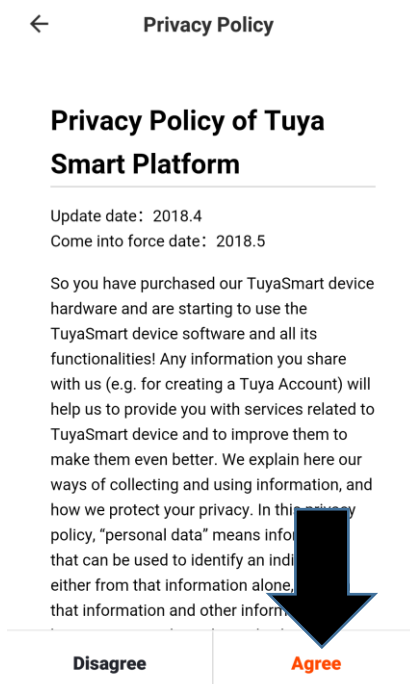 Privacy Policy
Privacy Policy of Tuya
Smart Platform
Update date：2018.4
Come into force date：2018.5
So you have purchased our TuyaSmart device
hardware and are starting to use the
TuyaSmart device software and all its
functionalities! Any information you share
with us (e.g. for creating a Tuya Account) will
help us to provide you with services related to
TuyaSmart device and to improve them to
make them even better. We explain here our
ways of collecting and using information, and
how we protect your privacy. In this privacy
policy, “personal data” means
that can be used to identify an
either from that information alone,
that information and other
Disagree
Agree